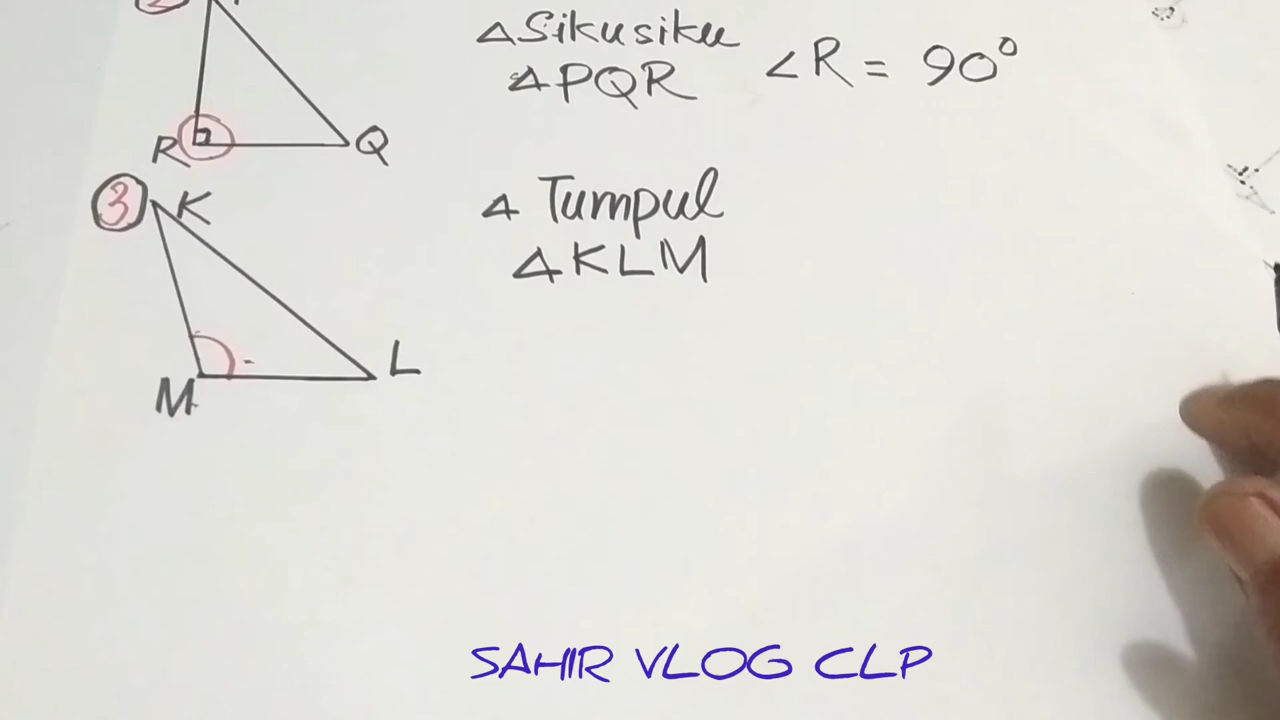 △Sikusiku
△PQR ∠R = 90°
R
Q
3
K
△ Tumpul
△KLM
L
M
SAHIR VLOG CLP